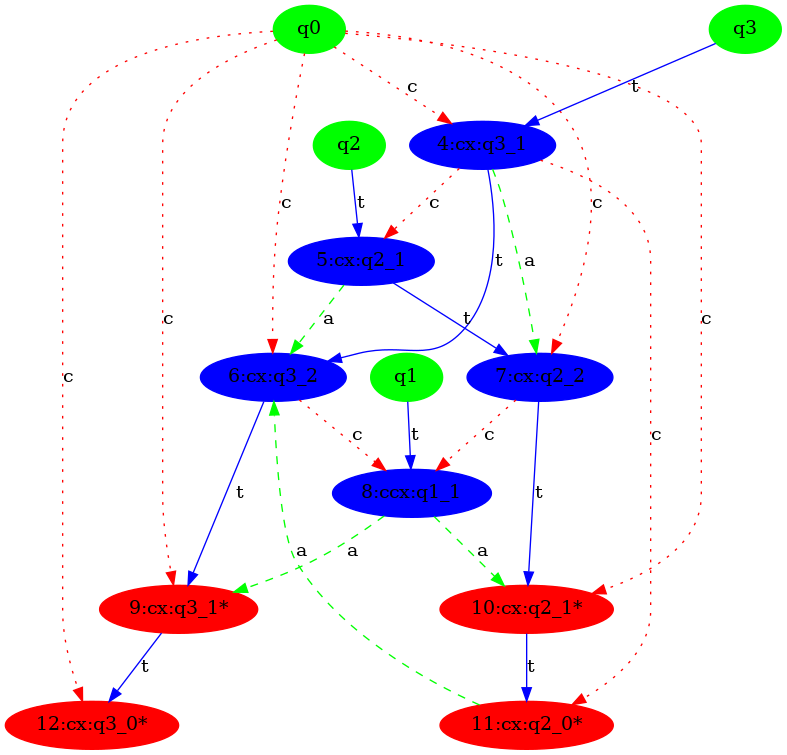 q0
q3
c
t
q2
4:cx:q3_1
c
t
c
c
5:cx:q2_1
t
a
c
a
t
c
6:cx:q3_2
q1
7:cx:q2_2
c
c
t
c
c
t
t
8:ccx:q1_1
a
a
a
9:cx:q3_1*
10:cx:q2_1*
t
t
12:cx:q3_0*
11:cx:q2_0*